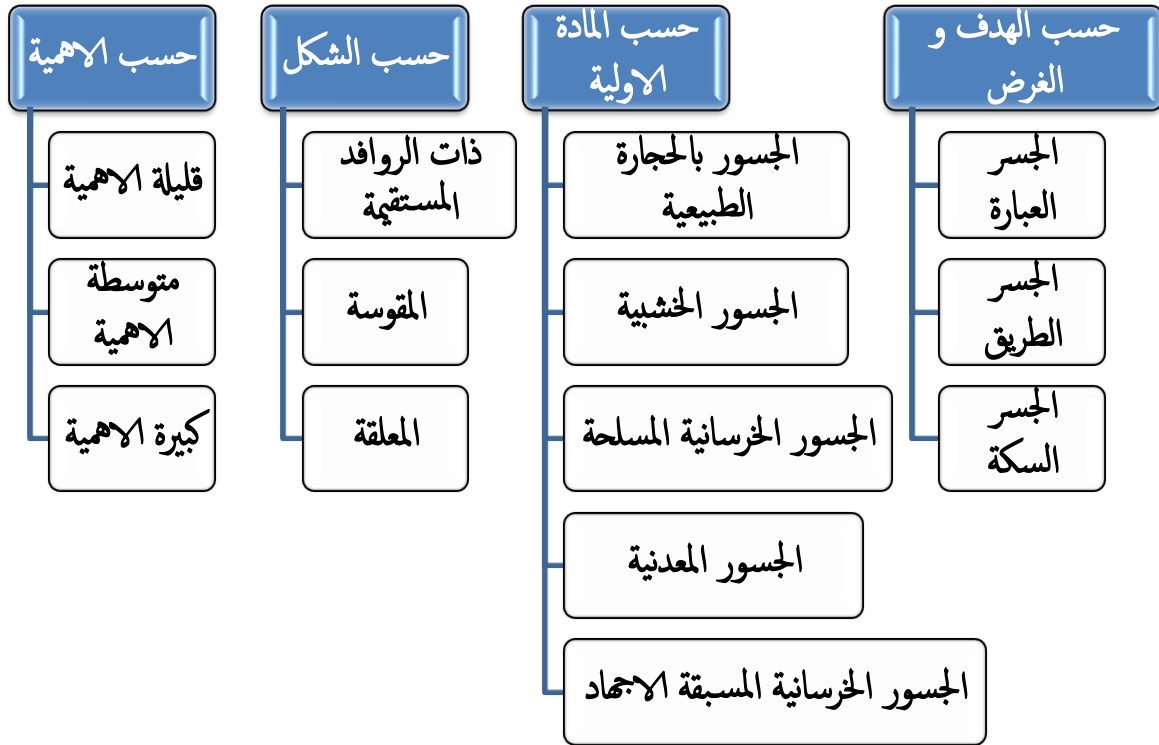 حسب الهدف و
الغرض
الجسر
العبارة
الجسر
الطريق
الجسر
السكة
حسب المادة
الاولية
الجسور بالحجارة
الطبيعية
الجسور الخشبية
الجسور الخرسانية المسلحة
الجسور المعدنية
الجسور الخرسانية المسبقة الاجهاد
حسب الشكل
ذات الروافد
المستقيمة
المقوسة
المعلقة
حسب الاهمية
قليلة الاهمية
متوسطة
الاهمية
كبيرة الاهمية